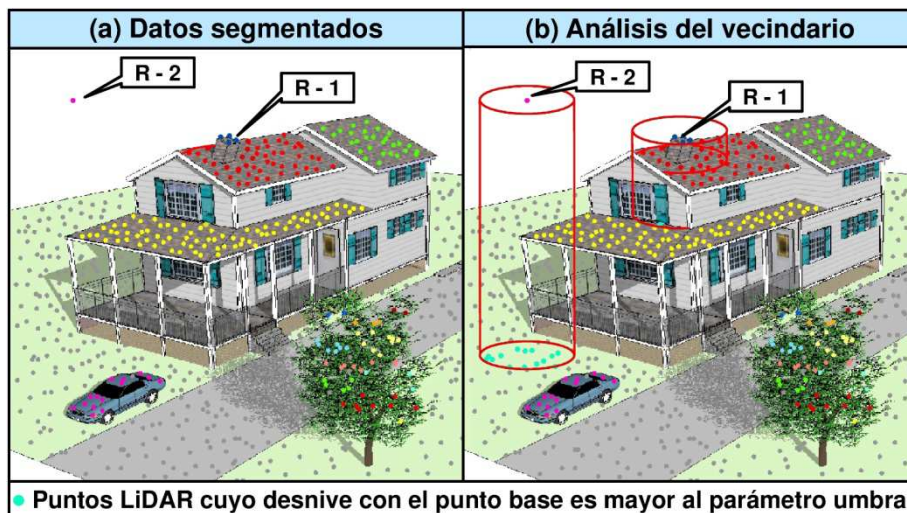 (a) Datos segmentados
(b) Análisis del vecindario
R - 2
R - 1
R - 2
R - 1
Puntos LiDAR cuyo desnive con el punto base es mayor al parámetro umbra